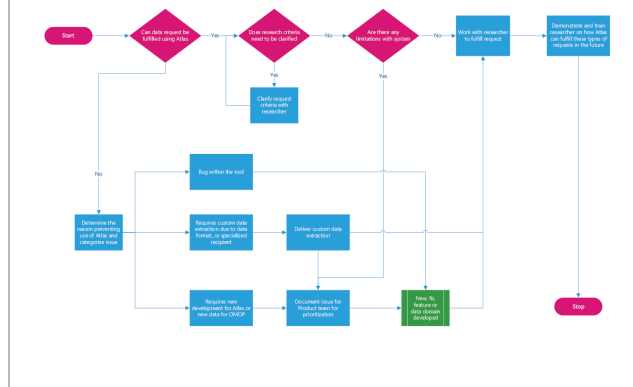 Start
Can data request be
fulfilled using Atlas
Yes
Does research criteria
need to be clarified
No
Are there any
limitations with system
No
Work with researcher
to fulfill request
Demonstrate and train
researcher on how Atlas
can fulfill these types of
requests in the future
Yes
Yes
Clarify request
criteria with
researcher
No
Bug within the tool
Determine the
reason preventing
use of Atlas and
categorize issue
Requires custom data
extraction due to data
format, or specialized
recipient
Deliver custom data
extraction
Requires new
development for Atlas or
new data for OMOP
Document issue for
Product team for
prioritization
New, fix,
feature or
data domain
developed
Stop